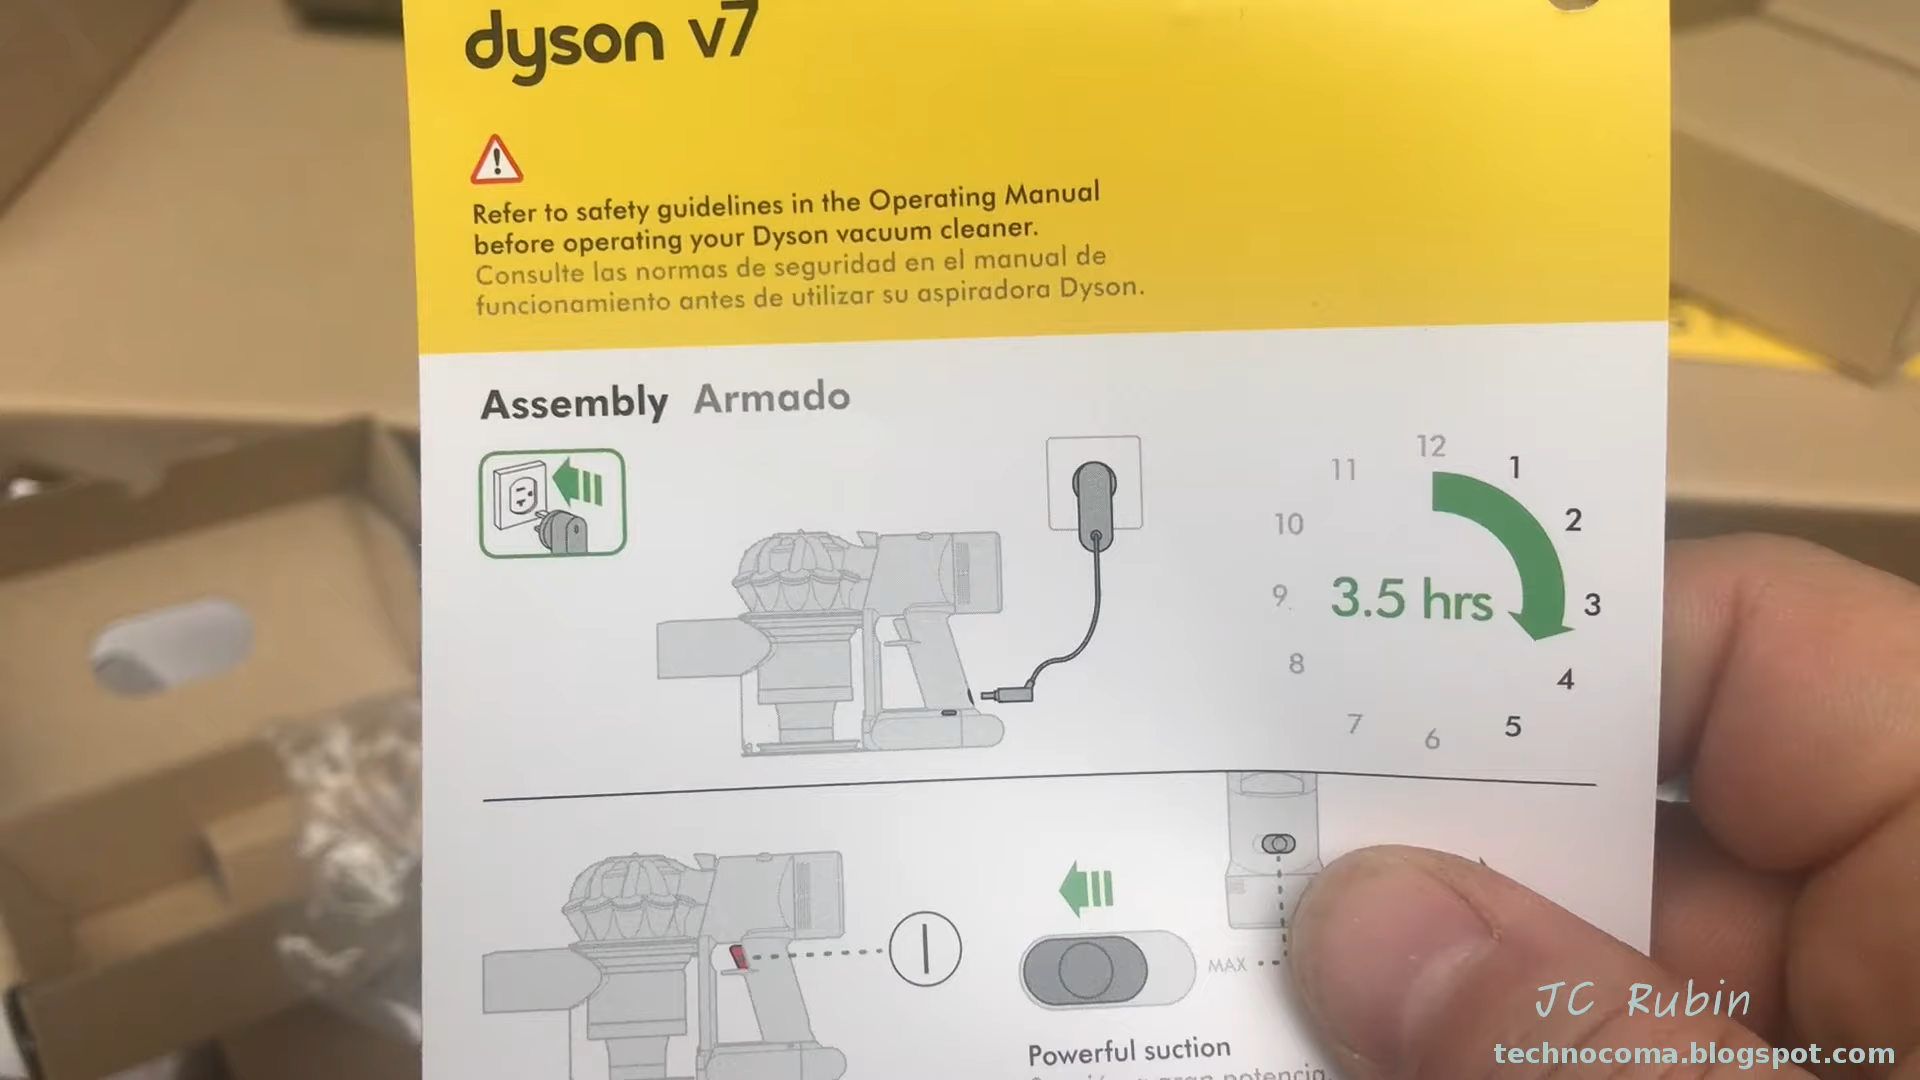 dyson v7
Refer to safety guidelines in the Operating Manual
before operating your Dyson vacuum cleaner.
Consulte las normas de seguridad en el manual de
funcionamiento antes de utilizar su aspiradora Dyson.
Assembly Armado
12
11
1
10
2
9
3.5 hrs
3
8
4
7
6
5
MAX
Powerful suction
potencia
JC Rubin
technocoma.blogspot.com